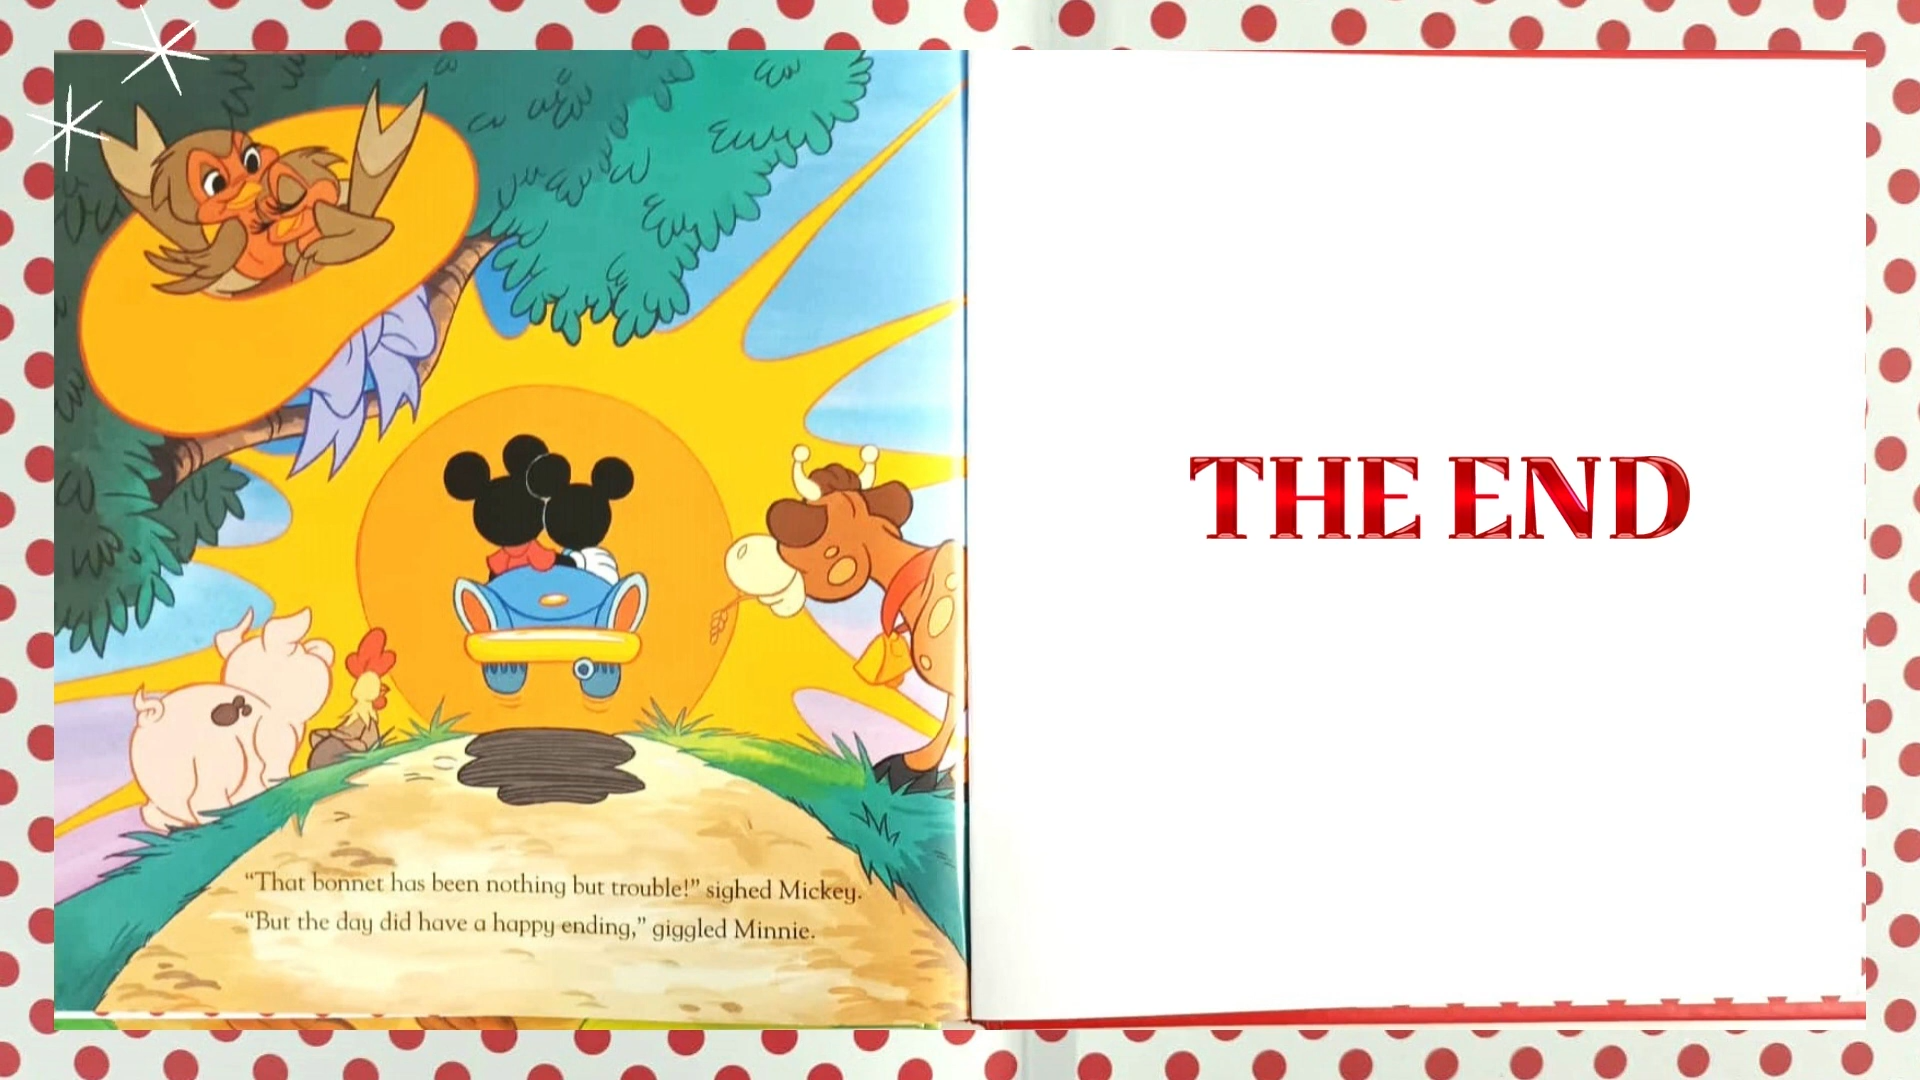 “That bonnet has been nothing but trouble!” sighed Mickey.
“But the day did have a happy ending,” giggled Minnie.
THE END